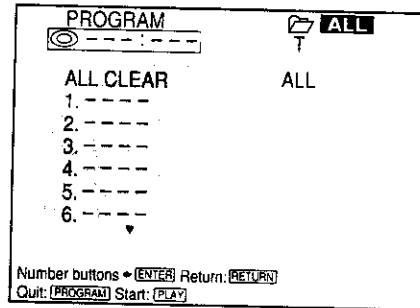 PROGRAM ALL
- - - : - - - T
ALL CLEAR ALL
1. – – – –
2. – – – –
3. – – – –
4. – – – –
5. – – – –
6. – – – –
Number buttons ENTER Return: RETURN
Quit: PROGRAM Start: PLAY